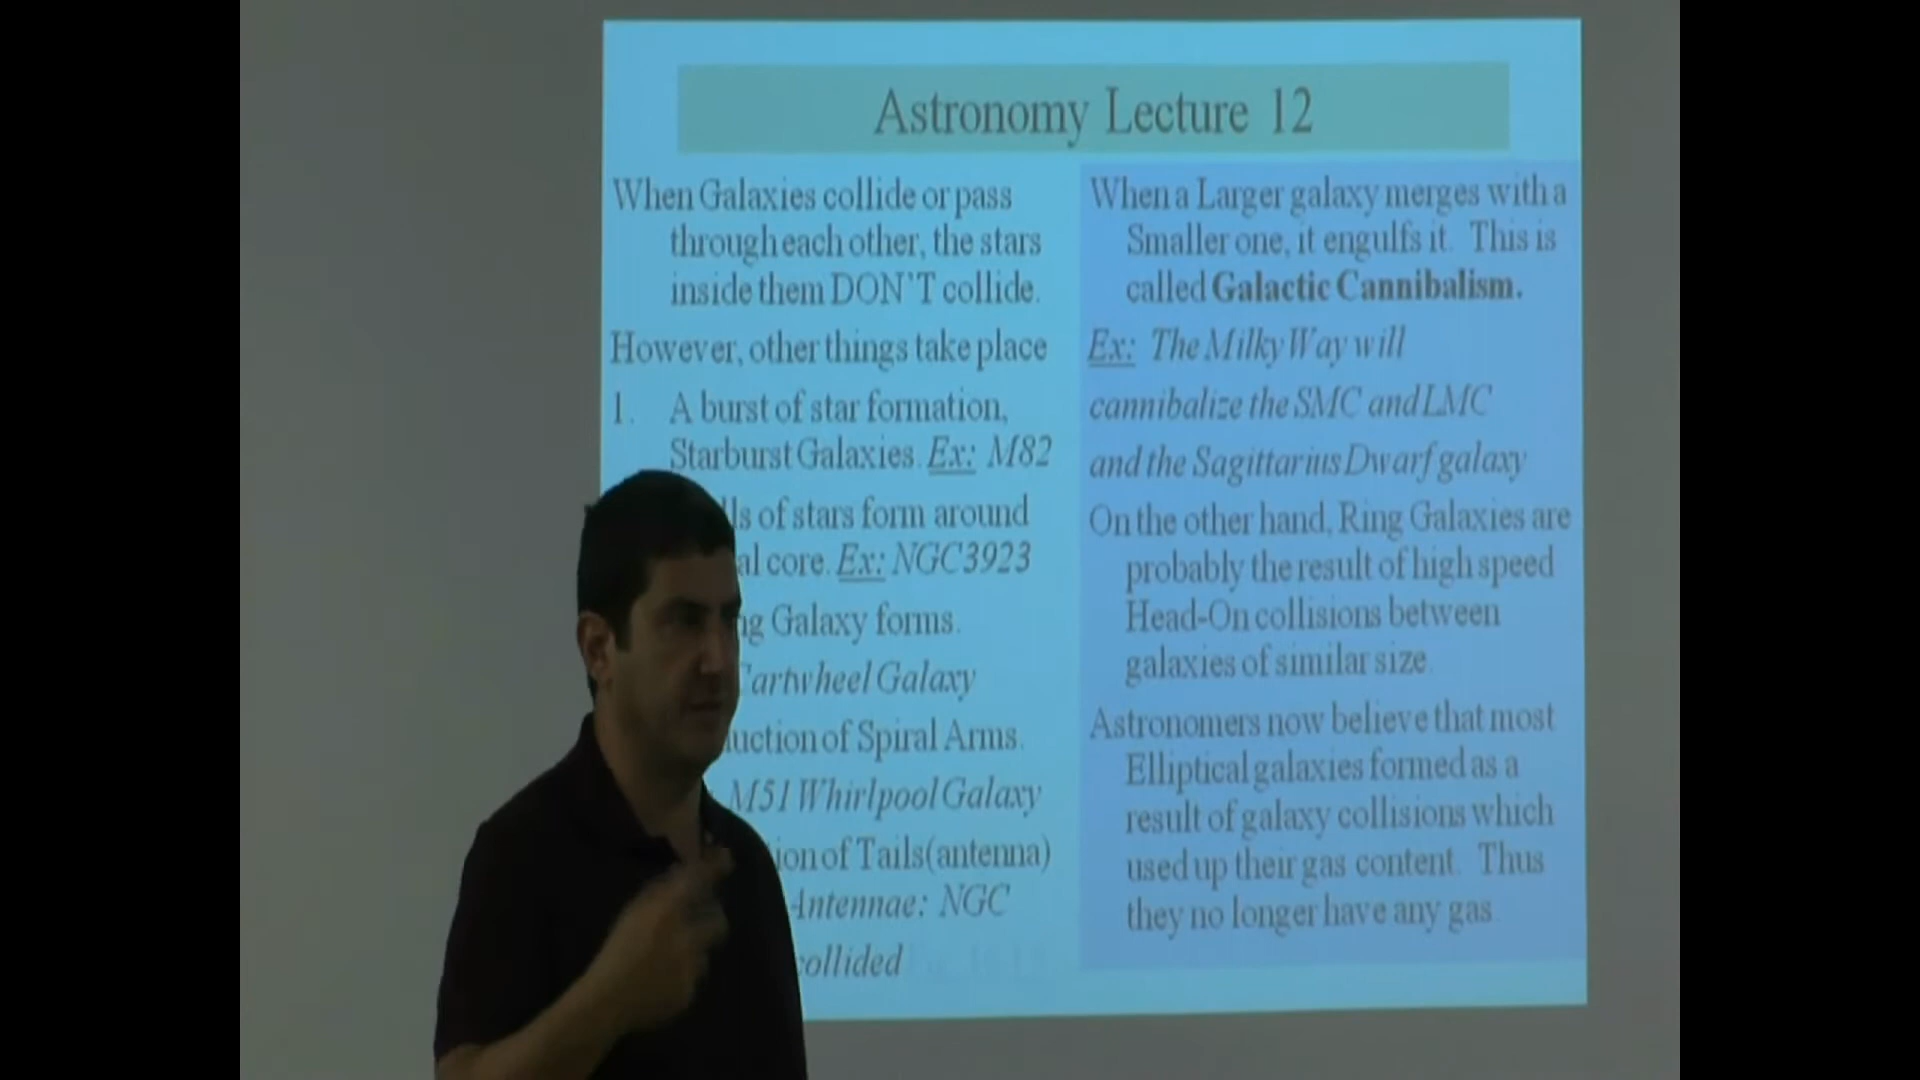 Astronomy Lecture 12
When Galaxies collide or pass
through each other, the stars
inside them DON'T collide.
However, other things take place
1. A burst of star formation,
Starburst Galaxies. Ex: M82
of stars form around
core. Ex: NGC3923
Galaxy forms.
Galaxy
of Spiral Arms.
M51 Whirlpool Galaxy
of Tails(antenna)
Antennae: NGC
collided
When a Larger galaxy merges with a
Smaller one, it engulfs it. This is
called Galactic Cannibalism.
Ex: The Milky Way will
cannibalize the SMC and LMC
and the Sagittarius Dwarf galaxy
On the other hand, Ring Galaxies are
probably the result of high speed
Head-On collisions between
galaxies of similar size.
Astronomers now believe that most
Elliptical galaxies formed as a
result of galaxy collisions which
used up their gas content. Thus
they no longer have any gas.